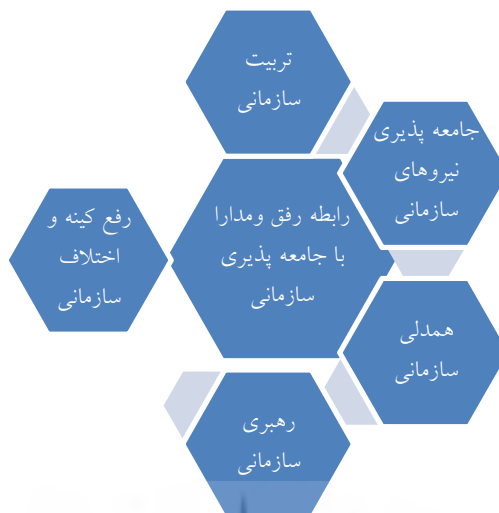 تربیت
سازمانی
جامعه پذیری
نیروهای
سازمانی
رابطه رفق ومدارا
با جامعه پذیری
سازمانی
رفع کینه و
اختلاف
سازمانی
همدلی
سازمانی
رهبری
سازمانی